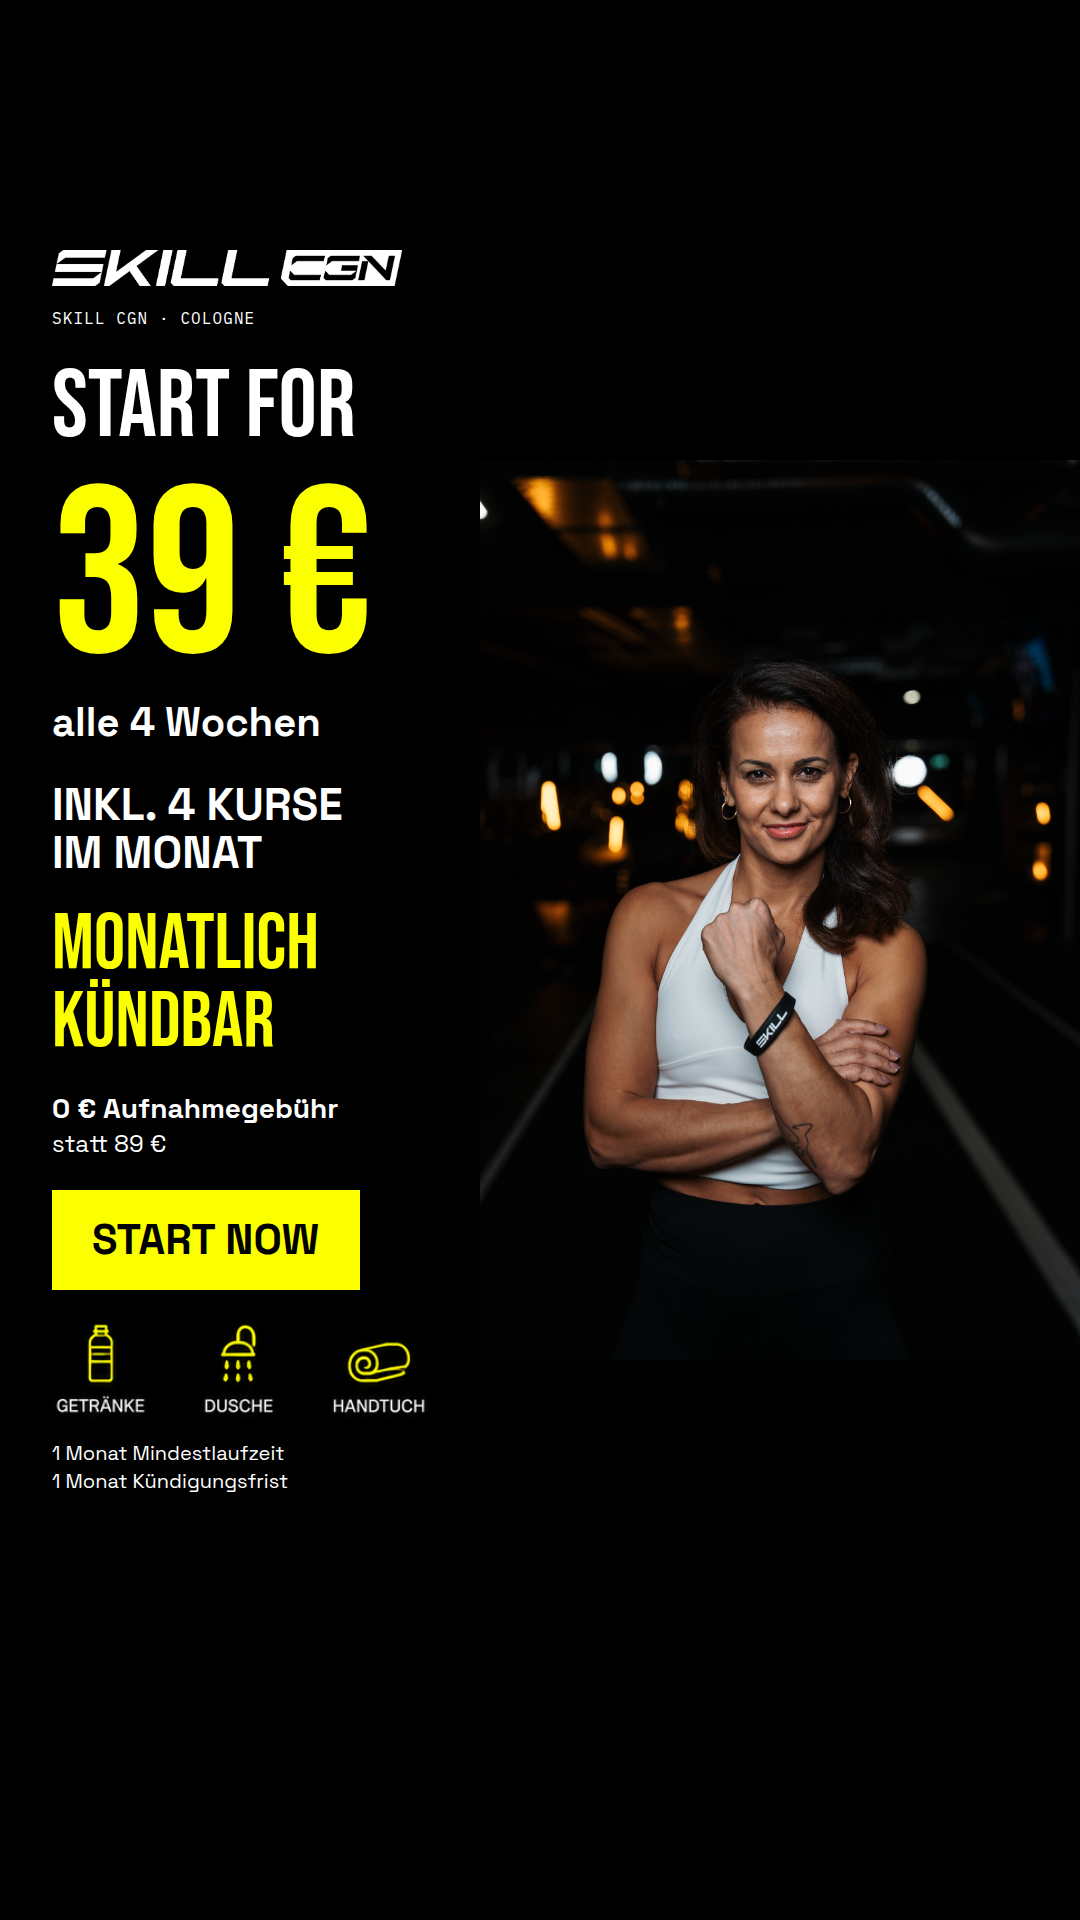 SKILL CGN
SKILL CGN · COLOGNE
START FOR
39 €
alle 4 Wochen
INKL. 4 KURSE
IM MONAT
MONATLICH
KÜNDBAR
0 € Aufnahmegebühr
statt 89 €
START NOW
GETRÄNKE DUSCHE HANDTUCH
1 Monat Mindestlaufzeit
1 Monat Kündigungsfrist
SKILL